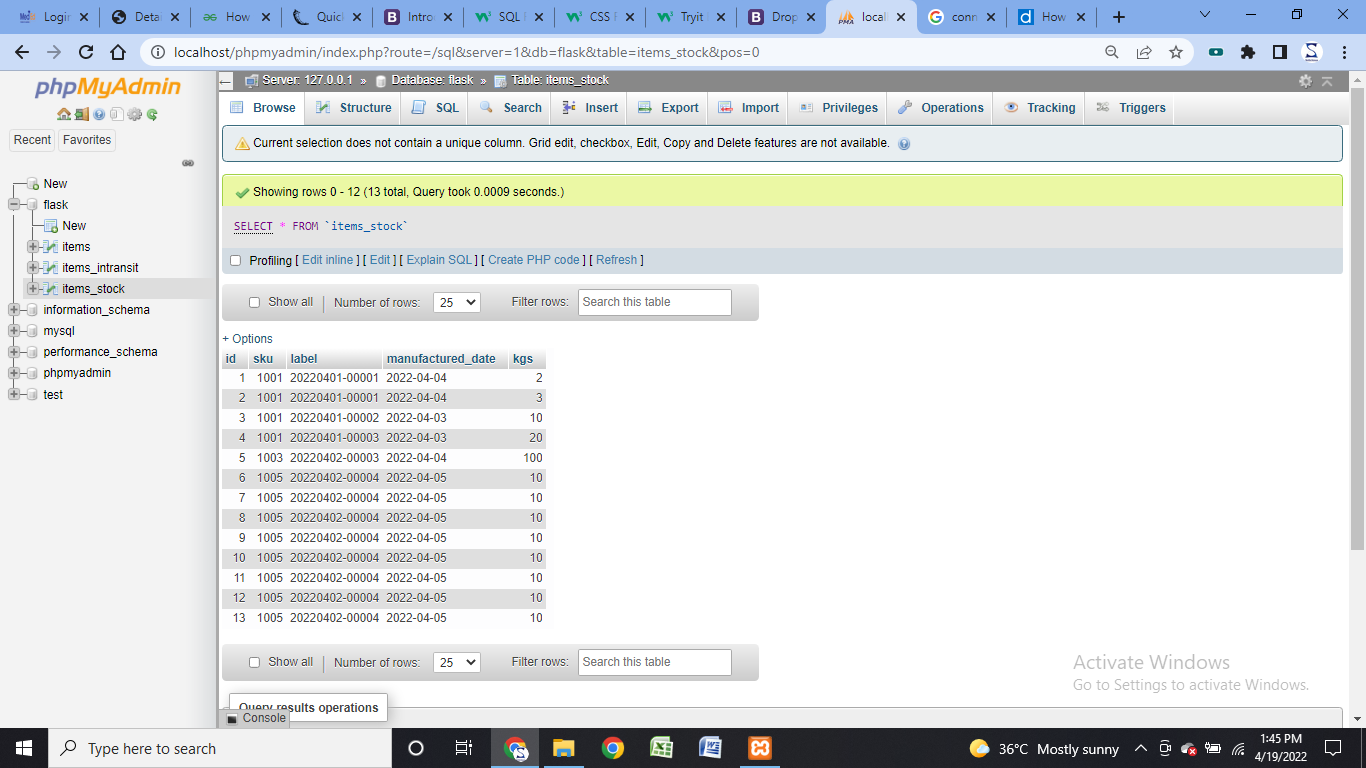 Login
Deta
How
Quic
Intro
SQL
CSS
Tryit
Drop
PMA
local
conn
How
localhost/phpmyadmin/index.php?route=/sql&server=1&db=flask&table=items_stock&pos=0
phpMyAdmin
Recent Favorites
New
flask
New
items
items_intransit
items_stock
information_schema
mysql
performance_schema
phpmyadmin
test
Server: 127.0.0.1 » Database: flask » Table: items_stock
Browse Structure SQL Search Insert Export Import Privileges Operations Tracking Triggers
Current selection does not contain a unique column. Grid edit, checkbox, Edit, Copy and Delete features are not available.
Showing rows 0 - 12 (13 total, Query took 0.0009 seconds.)
SELECT * FROM `items_stock`
Profiling [ Edit inline ] [ Edit ] [ Explain SQL ] [ Create PHP code ] [ Refresh ]
Show all | Number of rows: 25 Filter rows: Search this table
+ Options
id sku label manufactured_date kgs
1 1001 20220401-00001 2022-04-04 2
2 1001 20220401-00001 2022-04-04 3
3 1001 20220401-00002 2022-04-03 10
4 1001 20220401-00003 2022-04-03 20
5 1003 20220402-00003 2022-04-04 100
6 1005 20220402-00004 2022-04-05 10
7 1005 20220402-00004 2022-04-05 10
8 1005 20220402-00004 2022-04-05 10
9 1005 20220402-00004 2022-04-05 10
10 1005 20220402-00004 2022-04-05 10
11 1005 20220402-00004 2022-04-05 10
12 1005 20220402-00004 2022-04-05 10
13 1005 20220402-00004 2022-04-05 10
Show all | Number of rows: 25 Filter rows: Search this table
Query results operations
Console
Activate Windows
Go to Settings to activate Windows.
Type here to search
36°C Mostly sunny
1:45 PM
4/19/2022